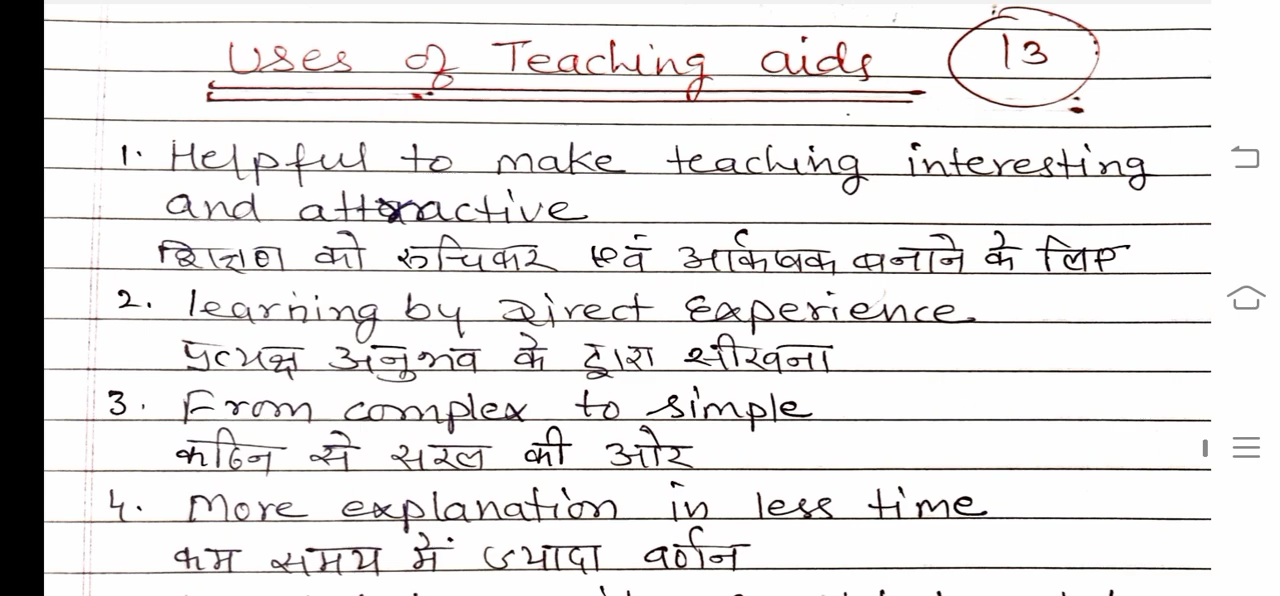 Uses of Teaching aids
13
1. Helpful to make teaching interesting
and attractive
शिक्षण को रुचिकर एवं आर्कषक बनाने के लिए
2. learning by Direct Experience
प्रत्यक्ष अनुभव के द्वारा सीखना
3. From complex to simple
कठिन से सरल की ओर
4. More explanation in less time
कम समय में ज्यादा वर्णन